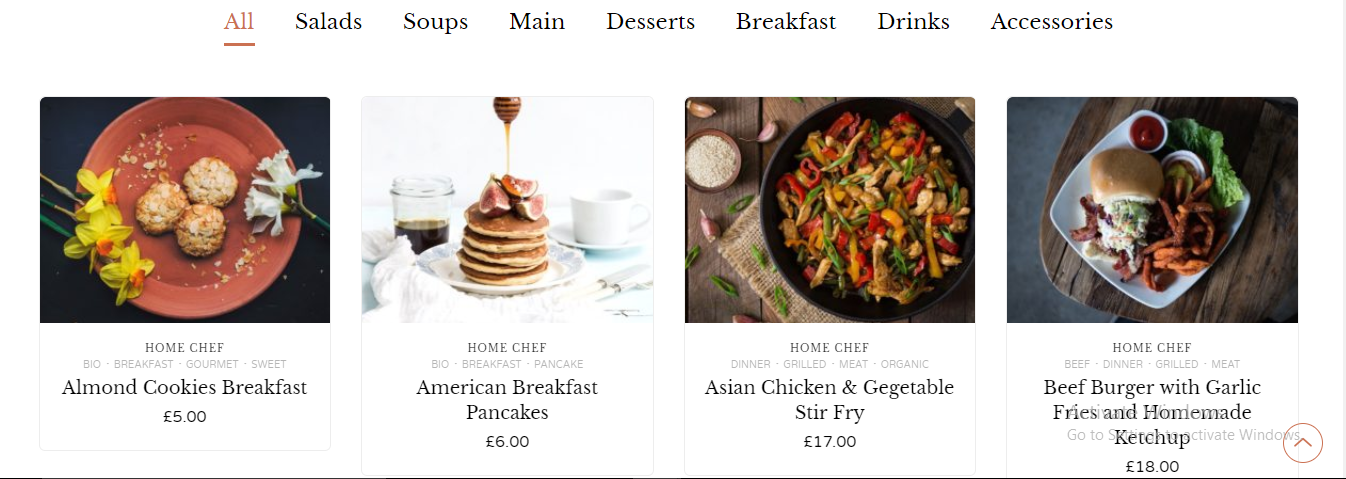 All Salads Soups Main Desserts Breakfast Drinks Accessories
HOME CHEF
BIO · BREAKFAST · GOURMET · SWEET
Almond Cookies Breakfast
£5.00
HOME CHEF
BIO · BREAKFAST · PANCAKE
American Breakfast
Pancakes
£6.00
HOME CHEF
DINNER · GRILLED · MEAT · ORGANIC
Asian Chicken & Gegetable
Stir Fry
£17.00
HOME CHEF
BEEF · DINNER · GRILLED · MEAT
Beef Burger with Garlic
Fries and Homemade
Ketchup
£18.00
Activate Windows
Go to Settings to activate Windows.